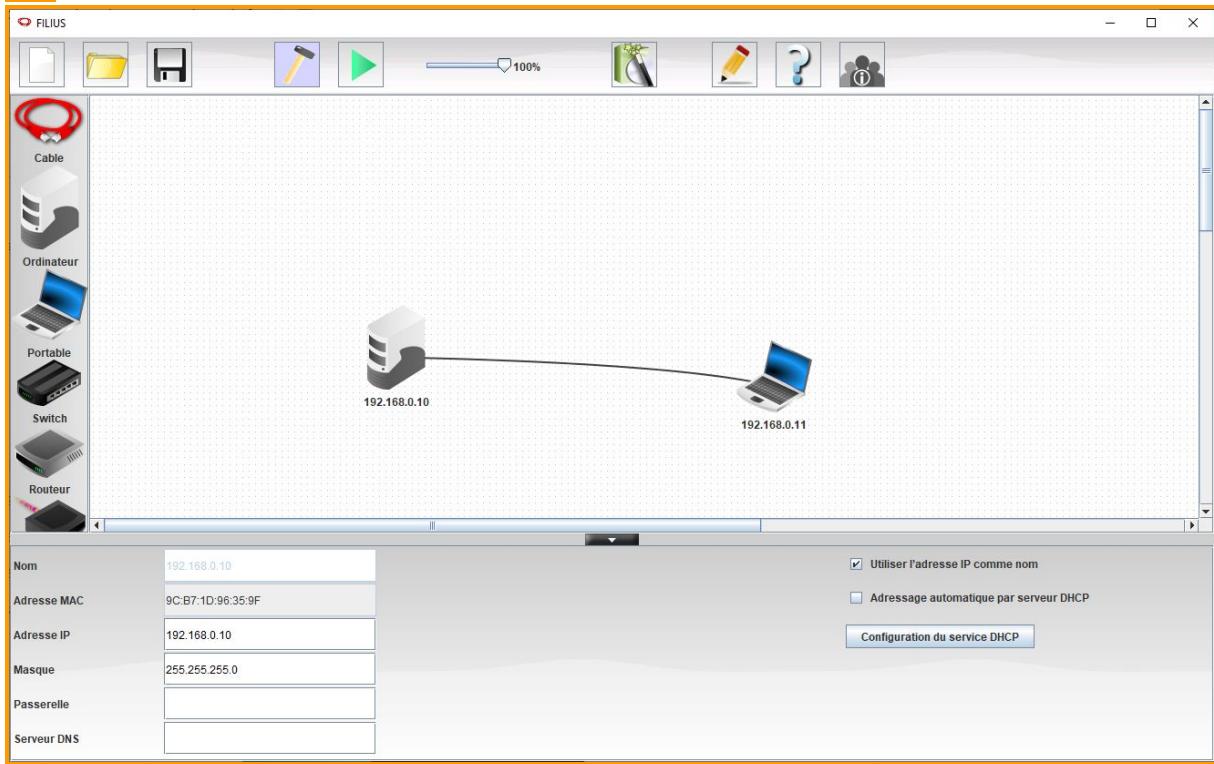 FILIUS
100%
Cable
Ordinateur
Portable
Switch
Routeur
192.168.0.10
192.168.0.11
Nom
192.168.0.10
Adresse MAC
9C:B7:1D:96:35:9F
Adresse IP
192.168.0.10
Masque
255.255.255.0
Passerelle
Serveur DNS
Utiliser l'adresse IP comme nom
Adressage automatique par serveur DHCP
Configuration du service DHCP